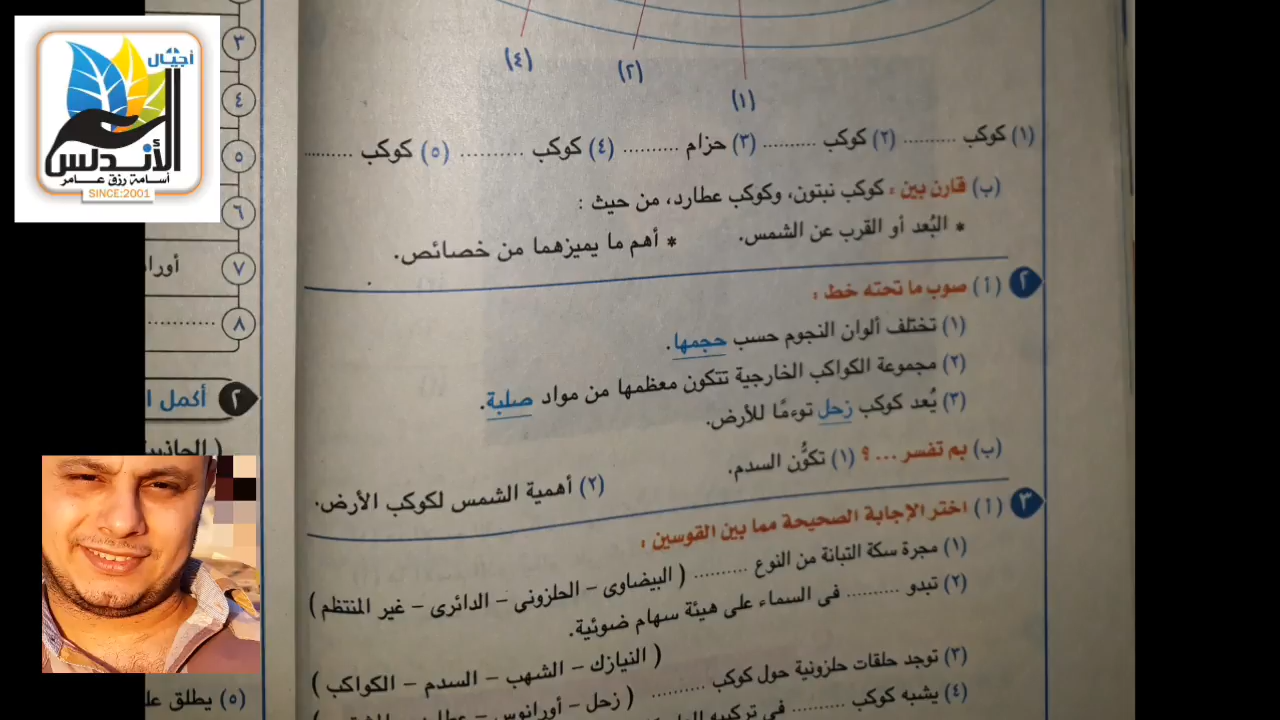 أجيال
الأندلس
أسامة رزق عامر
SINCE:2001
٣
٤
٥
٦
٧
٨
٢ أكمل
(٥) يطلق
(٤) (٢) (١)
(١) كوكب .......... (٢) كوكب .......... (٣) حزام .......... (٤) كوكب .......... (٥) كوكب ..........
(ب) قارن بين : كوكب نبتون، وكوكب عطارد، من حيث :
* البُعد أو القرب عن الشمس. * أهم ما يميزهما من خصائص.
٢ (أ) صوب ما تحته خط :
(١) تختلف ألوان النجوم حسب حجمها.
(٢) مجموعة الكواكب الخارجية تتكون معظمها من مواد صلبة.
(٣) يُعد كوكب زحل توءمًا للأرض.
(ب) بم تفسر ... ؟ (١) تكوُّن السدم. (٢) أهمية الشمس لكوكب الأرض.
٣ (أ) اختر الإجابة الصحيحة مما بين القوسين :
(١) مجرة سكة التبانة من النوع .......... ( البيضاوى – الحلزونى – الدائرى – غير المنتظم )
(٢) تبدو .......... فى السماء على هيئة سهام ضوئية.
( النيازك – الشهب – السدم – الكواكب )
(٣) توجد حلقات حلزونية حول كوكب .......... ( زحل – أورانوس –
(٤) يشبه كوكب .......... فى تركيبه